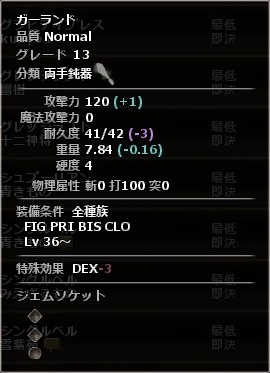 ガーランド
品質 Normal
グレード 13
分類 両手鈍器
攻撃力 120 (+1)
魔法攻撃力 0
耐久度 41/42 (-3)
重量 7.84 (-0.16)
硬度 4
物理属性 斬0 打100 突0
装備条件 全種族
FIG PRI BIS CLO
Lv 36～
特殊効果 DEX-3
ジェムソケット